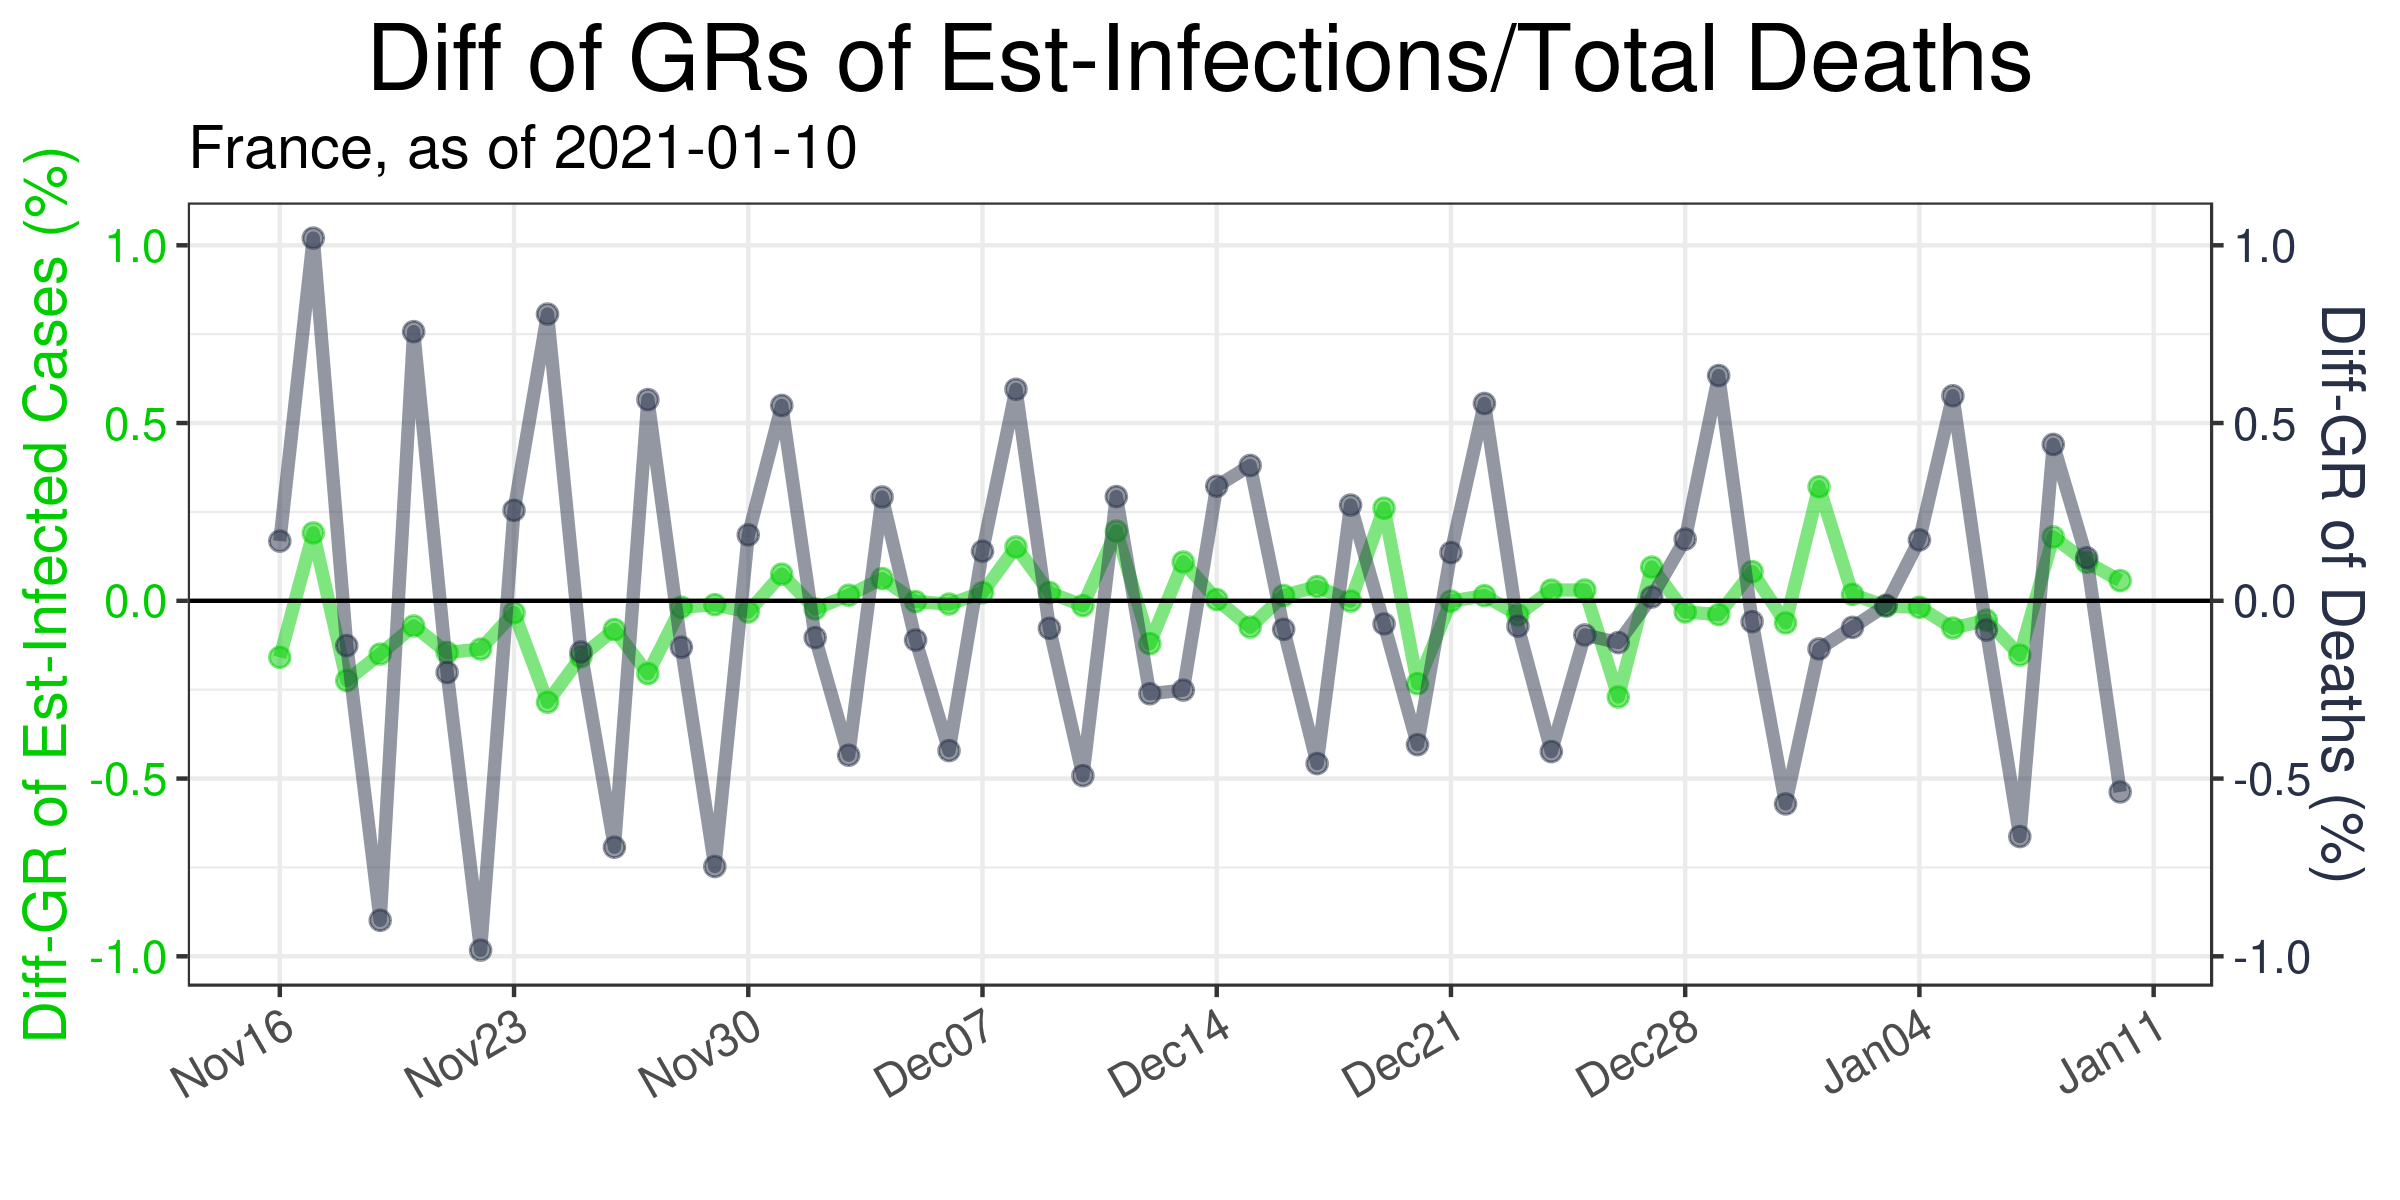 Diff of GRs of Est-Infections/Total Deaths
France, as of 2021-01-10
Diff-GR of Est-Infected Cases (%)
1.0
0.5
0.0
-0.5
-1.0
1.0
0.5
0.0
-0.5
-1.0
Diff-GR of Deaths (%)
Nov16
Nov23
Nov30
Dec07
Dec14
Dec21
Dec28
Jan04
Jan11